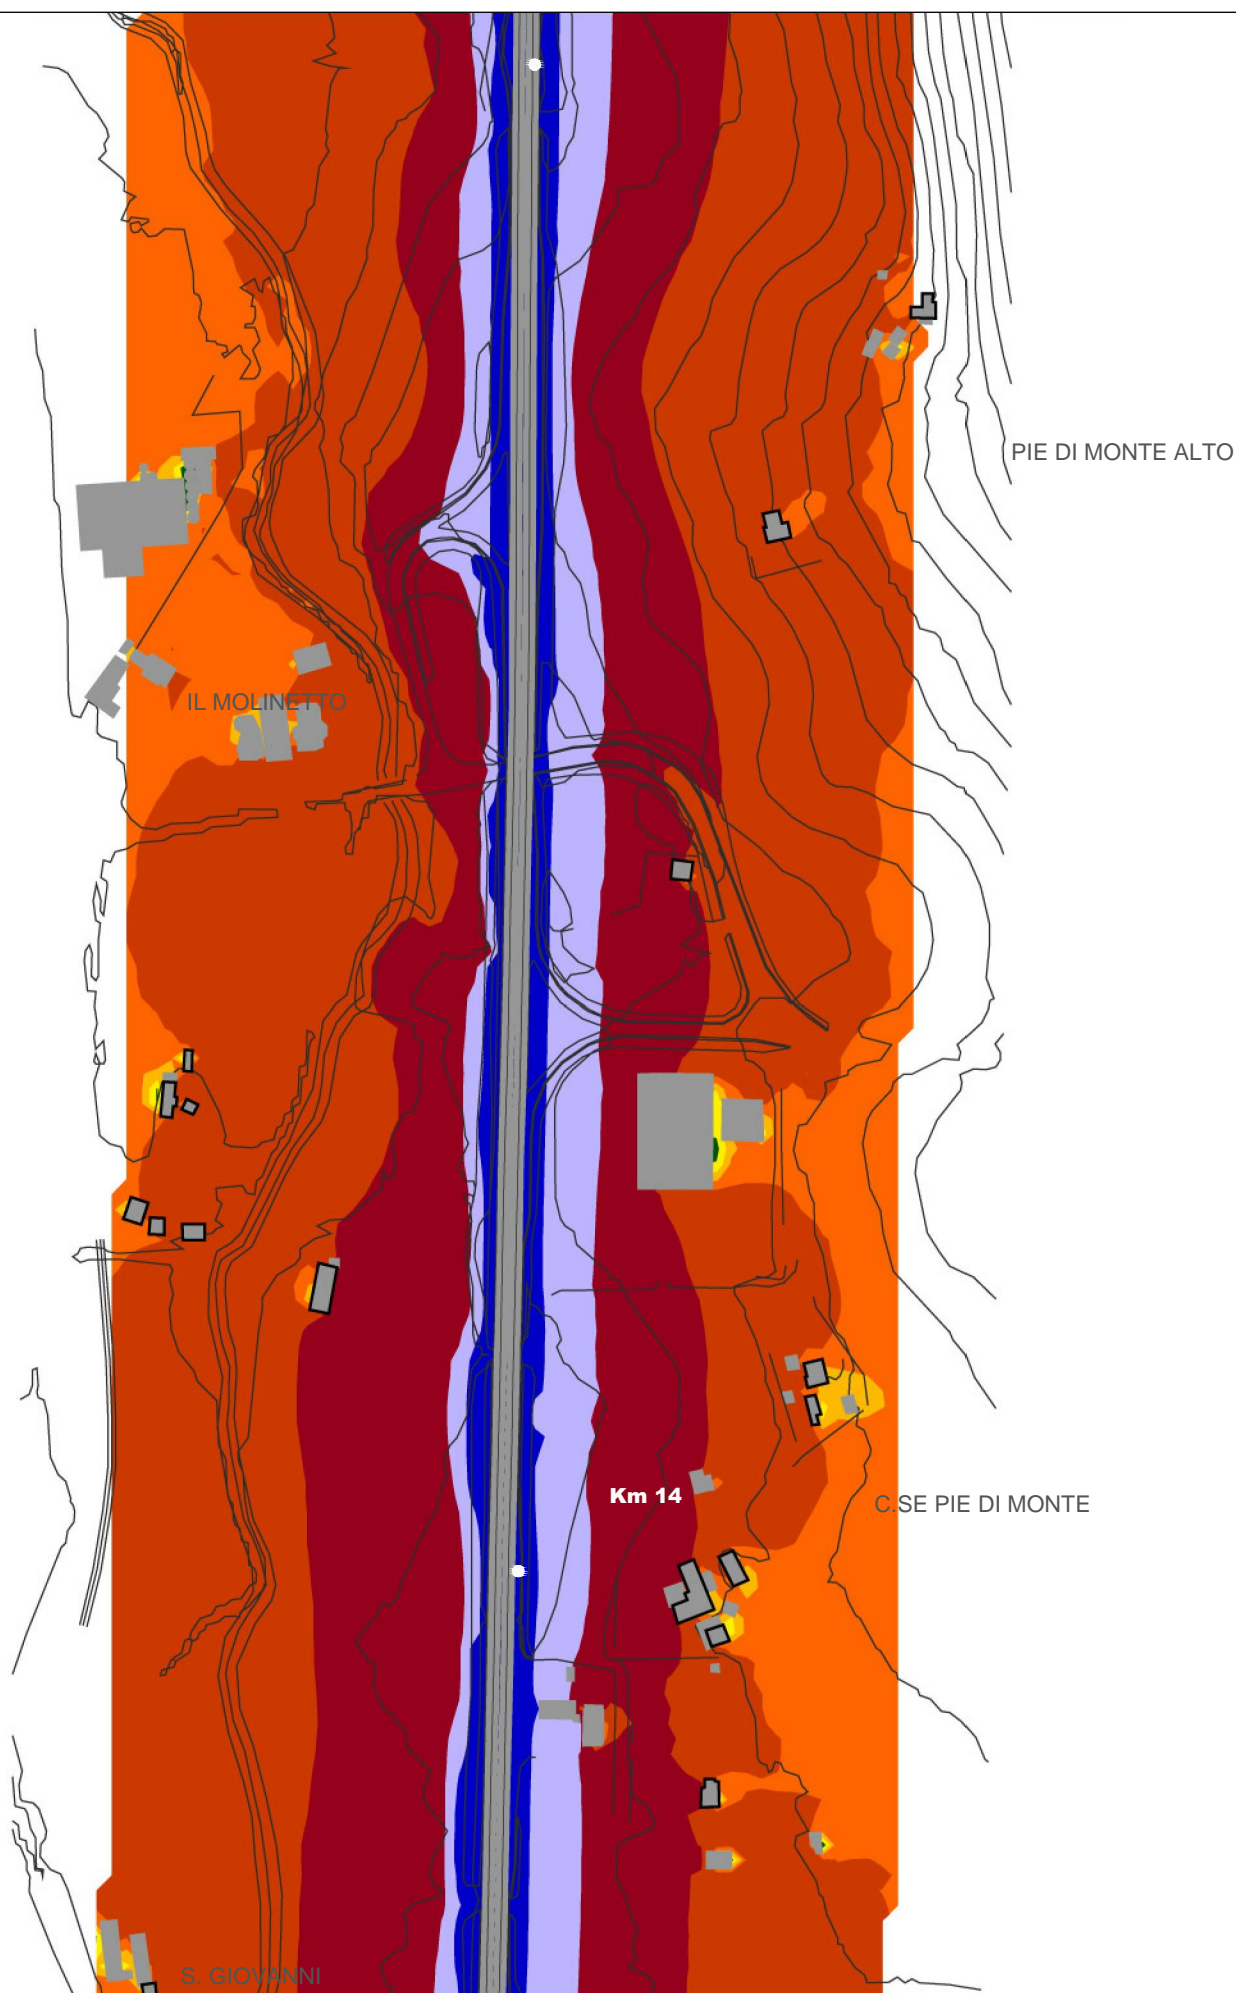 PIE DI MONTE ALTO
IL MOLINETTO
Km 14
C.SE PIE DI MONTE
S. GIOVANNI